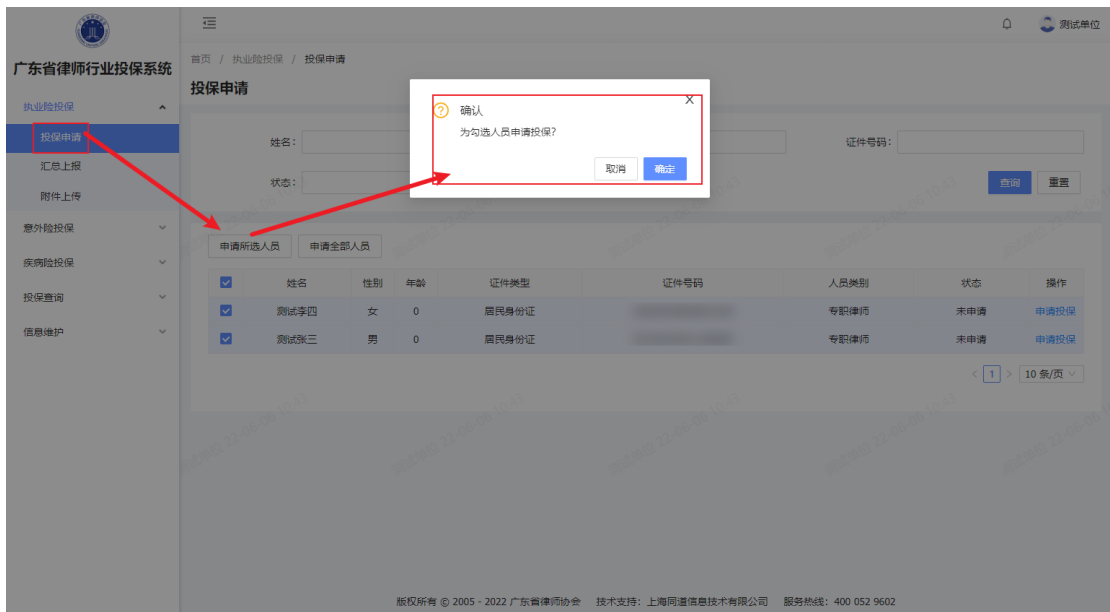 测试单位
广东省律师行业投保系统
首页 / 执业险投保 / 投保申请
投保申请
执业险投保
投保申请
汇总上报
附件上传
意外险投保
疾病险投保
投保查询
信息维护
确认
X
为勾选人员申请投保?
取消 确定
姓名: 证件号码:
状态: 查询 重置
申请所选人员 申请全部人员
姓名 性别 年龄 证件类型 证件号码 人员类别 状态 操作
测试李四 女 0 居民身份证 专职律师 未申请 申请投保
测试张三 男 0 居民身份证 专职律师 未申请 申请投保
< 1 > 10 条/页
版权所有 © 2005 - 2022 广东省律师协会 技术支持: 上海同道信息技术有限公司 服务热线: 400 052 9602